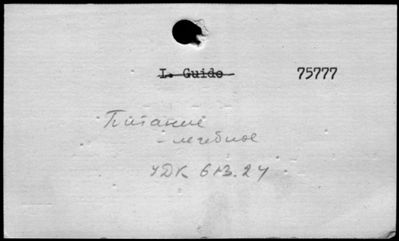 I. Guido 75777
Питание
- лечебное
УДК 613.24